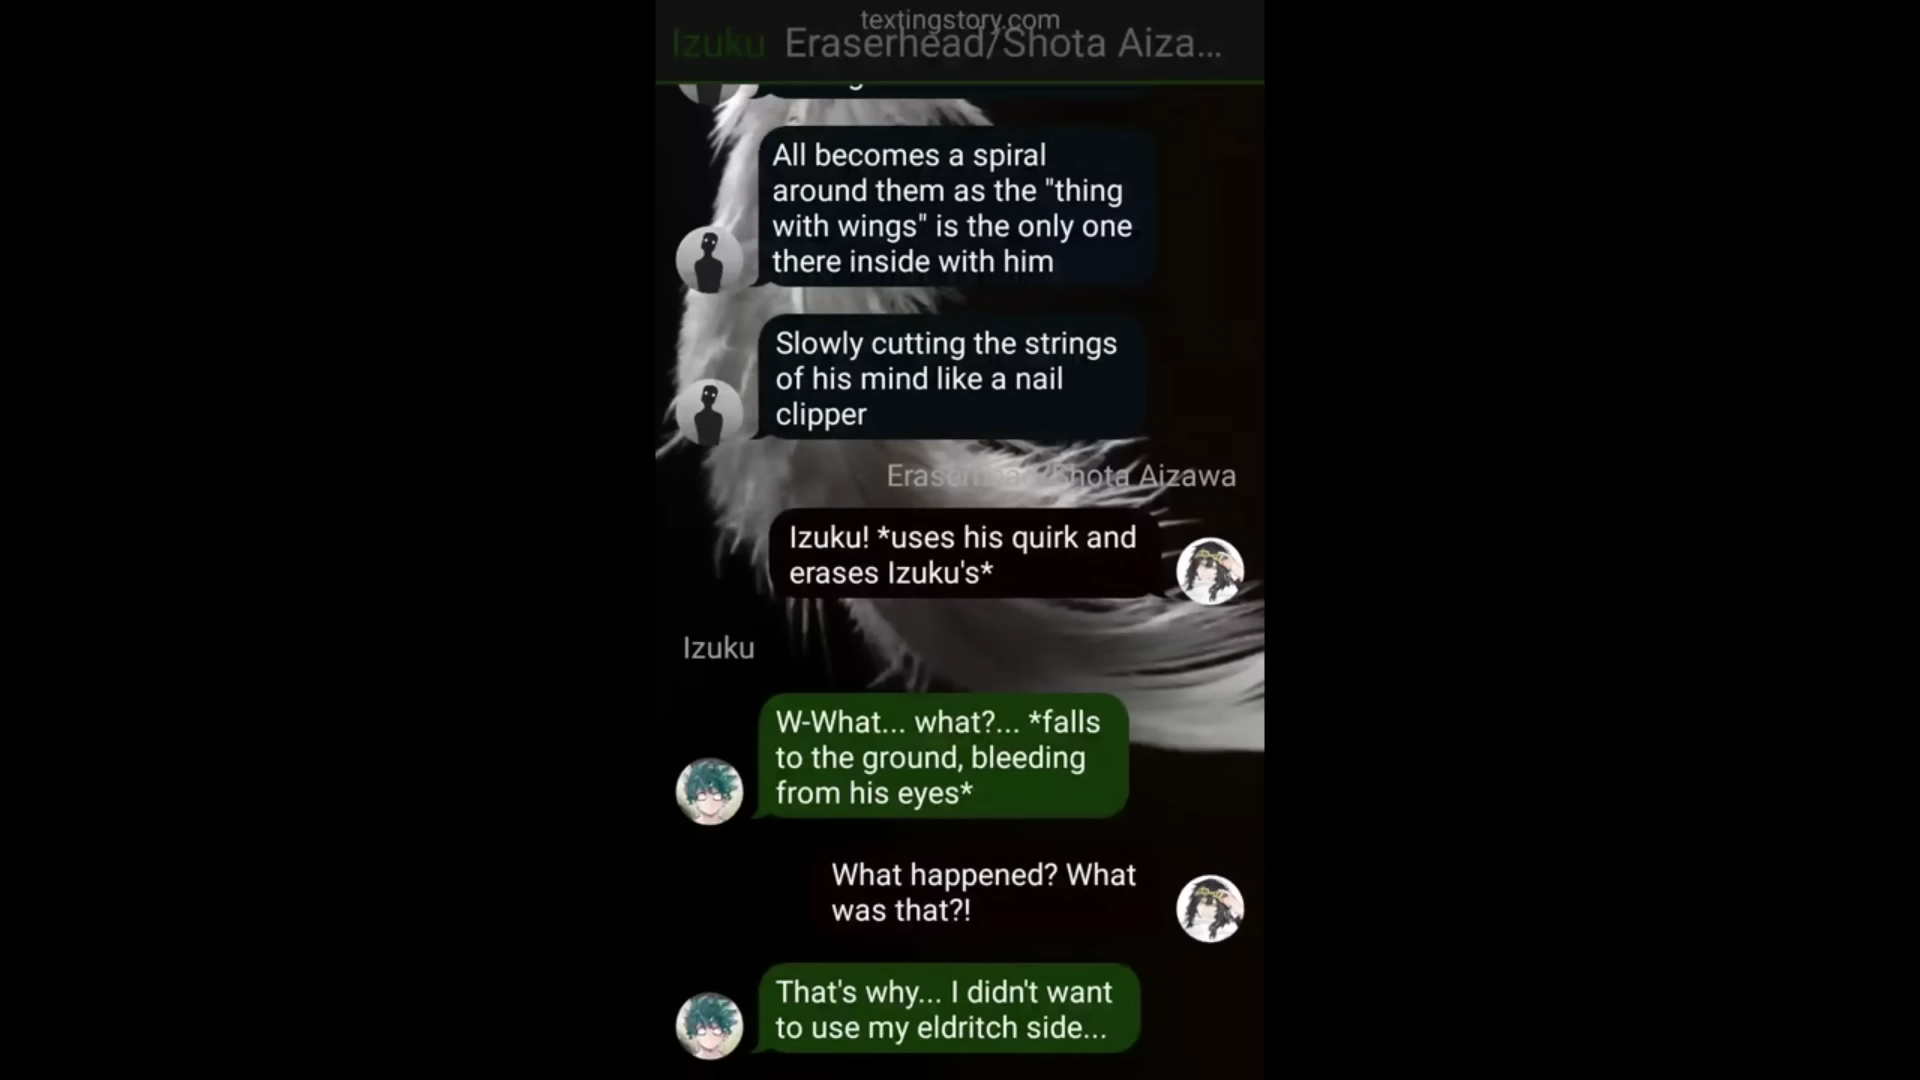 textingstory.com
Izuku Eraserhead/Shota Aiza...
All becomes a spiral
around them as the "thing
with wings" is the only one
there inside with him
Slowly cutting the strings
of his mind like a nail
clipper
Eraserhead/Shota Aizawa
Izuku! *uses his quirk and
erases Izuku's*
Izuku
W-What... what?... *falls
to the ground, bleeding
from his eyes*
What happened? What
was that?!
That's why... I didn't want
to use my eldritch side...